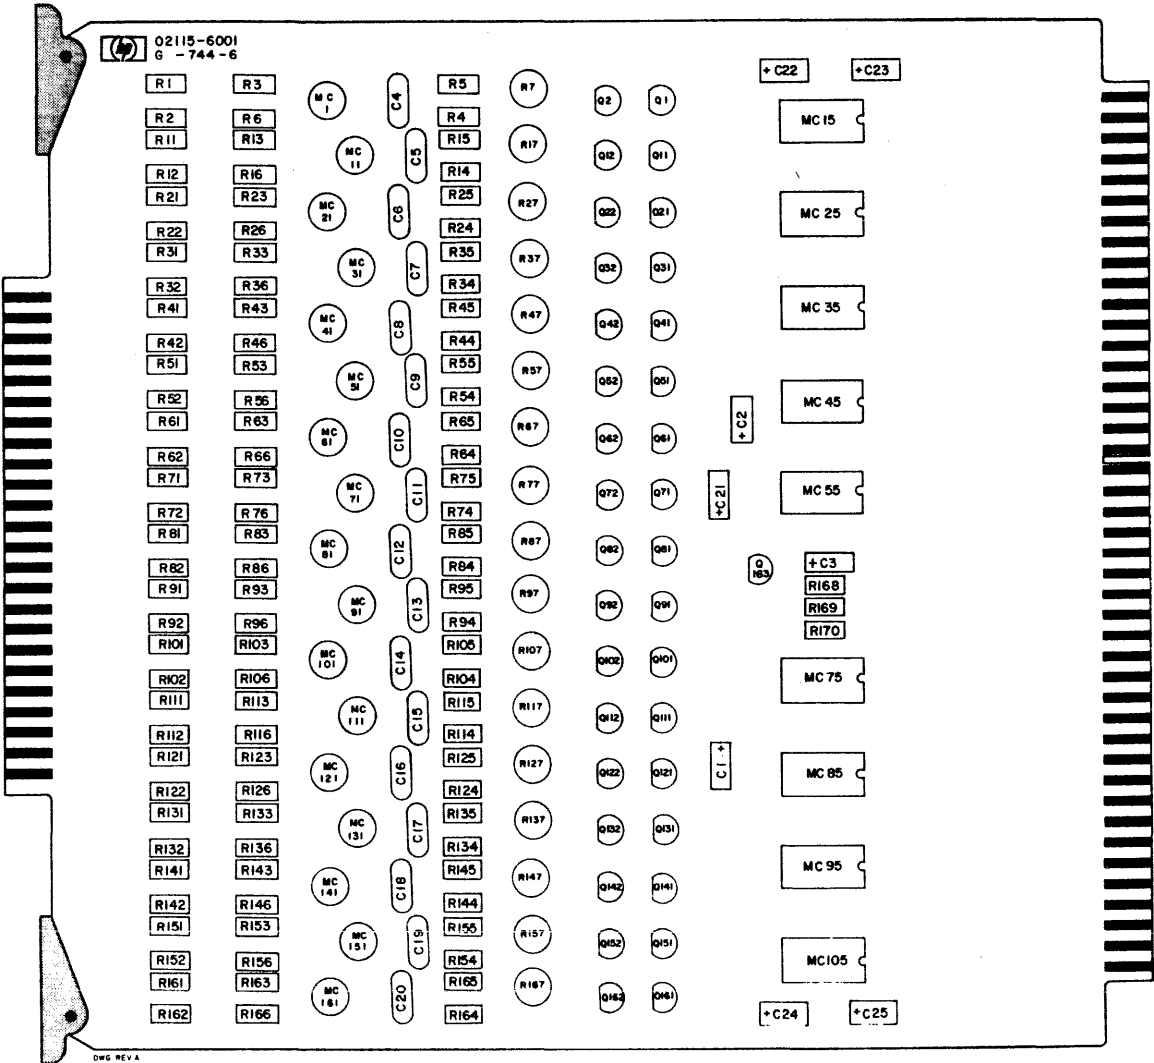 hp 02115-6001
G -744-6
+C22 +C23
R1 R3 MC 1 C4 R5 R7 Q2 Q1 MC15
R2 R6 R4
R11 R13 MC 11 C5 R15 R17 Q12 Q11
R12 R16 R14
R21 R23 MC 21 C6 R25 R27 Q22 Q21 MC 25
R22 R26 R24
R31 R33 MC 31 C7 R35 R37 Q32 Q31
R32 R36 R34
R41 R43 MC 41 C8 R45 R47 Q42 Q41 MC 35
R42 R46 R44
R51 R53 MC 51 C9 R55 R57 Q52 Q51
R52 R56 R54 MC 45
R61 R63 MC 61 C10 R65 R67 Q62 Q61 +C2
R62 R66 R64
R71 R73 MC 71 C11 R75 R77 Q72 Q71 +C21 MC 55
R72 R76 R74
R81 R83 MC 81 C12 R85 R87 Q82 Q81
R82 R86 R84 Q 163 +C3
R91 R93 MC 91 C13 R95 R97 Q92 Q91 R168
R169
R92 R96 R94 R170
R101 R103 MC 101 C14 R105 R107 Q102 Q101
R102 R106 R104 MC 75
R111 R113 MC 111 C15 R115 R117 Q112 Q111
R112 R116 R114
R121 R123 MC 121 C16 R125 R127 Q122 Q121 C1 + MC 85
R122 R126 R124
R131 R133 MC 131 C17 R135 R137 Q132 Q131
R132 R136 R134
R141 R143 MC 141 C18 R145 R147 Q142 Q141 MC 95
R142 R146 R144
R151 R153 MC 151 C19 R155 R157 Q152 Q151
R152 R156 R154 MC105
R161 R163 MC 161 C20 R165 R167 Q162 Q161
R162 R166 R164 +C24 +C25
DWG REV A